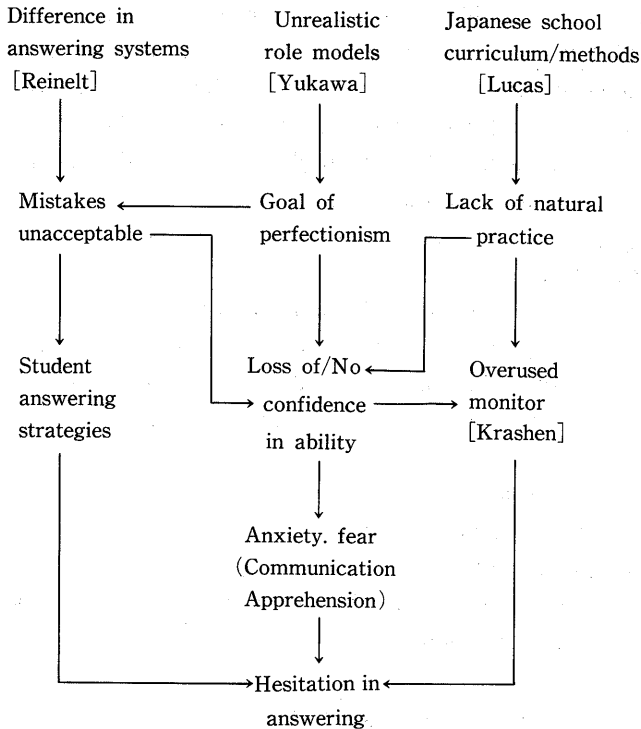 Difference in
answering systems
[Reinelt]
Unrealistic
role models
[Yukawa]
Japanese school
curriculum/methods
[Lucas]
Mistakes
unacceptable
Goal of
perfectionism
Lack of natural
practice
Student
answering
strategies
Loss of/No
confidence
in ability
Overused
monitor
[Krashen]
Anxiety. fear
(Communication
Apprehension)
Hesitation in
answering